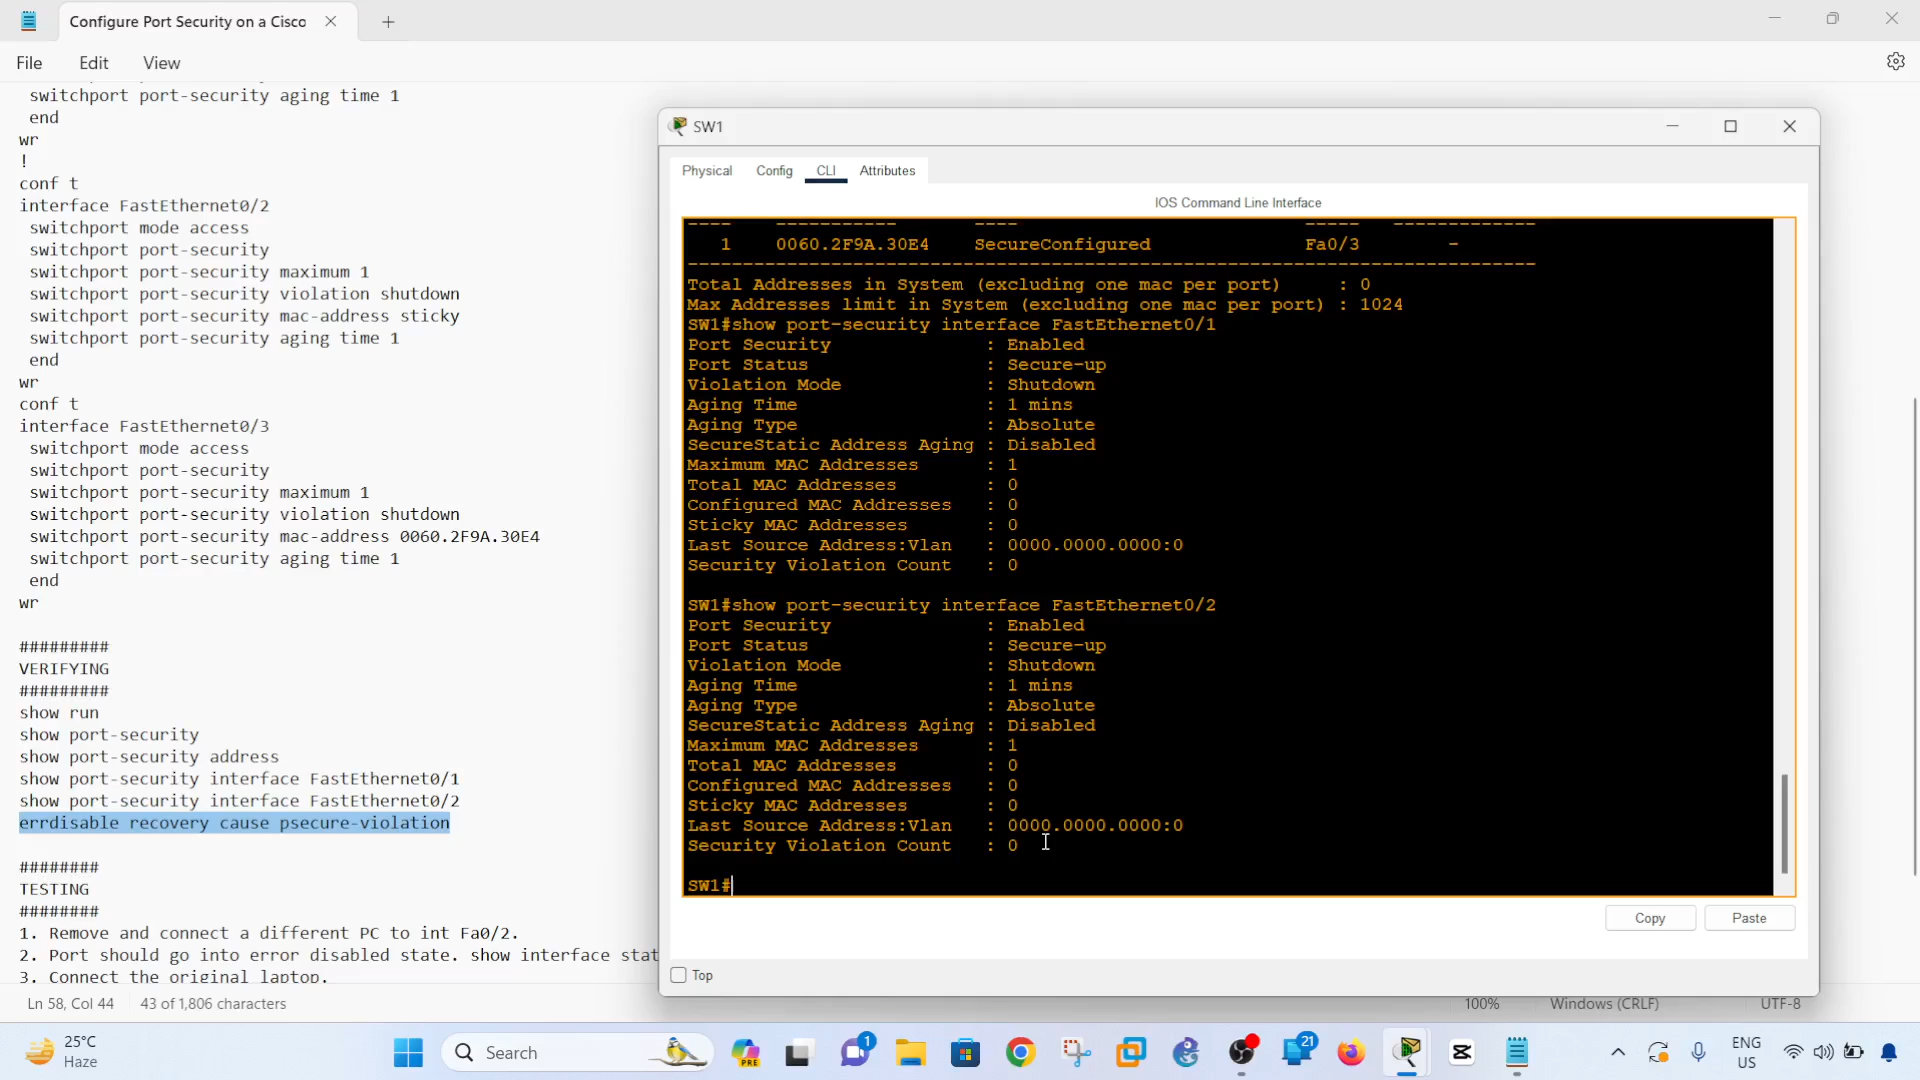 Configure Port Security on a Cisco
File Edit View
switchport port-security aging time 1
end
wr
!
conf t
interface FastEthernet0/2
switchport mode access
switchport port-security
switchport port-security maximum 1
switchport port-security violation shutdown
switchport port-security mac-address sticky
switchport port-security aging time 1
end
wr
conf t
interface FastEthernet0/3
switchport mode access
switchport port-security
switchport port-security maximum 1
switchport port-security violation shutdown
switchport port-security mac-address 0060.2F9A.30E4
switchport port-security aging time 1
end
wr
#########
VERIFYING
#########
show run
show port-security
show port-security address
show port-security interface FastEthernet0/1
show port-security interface FastEthernet0/2
errdisable recovery cause psecure-violation
########
TESTING
########
1. Remove and connect a different PC to int Fa0/2.
2. Port should go into error disabled state. show interface stat
3. Connect the original laptop.
Ln 58, Col 44 43 of 1,806 characters 100% Windows (CRLF) UTF-8
SW1
Physical Config CLI Attributes
IOS Command Line Interface
---- ----------- ---- ----- -------------
1 0060.2F9A.30E4 SecureConfigured Fa0/3 -
-----------------------------------------------------------------------------
Total Addresses in System (excluding one mac per port) : 0
Max Addresses limit in System (excluding one mac per port) : 1024
SW1#show port-security interface FastEthernet0/1
Port Security : Enabled
Port Status : Secure-up
Violation Mode : Shutdown
Aging Time : 1 mins
Aging Type : Absolute
SecureStatic Address Aging : Disabled
Maximum MAC Addresses : 1
Total MAC Addresses : 0
Configured MAC Addresses : 0
Sticky MAC Addresses : 0
Last Source Address:Vlan : 0000.0000.0000:0
Security Violation Count : 0
SW1#show port-security interface FastEthernet0/2
Port Security : Enabled
Port Status : Secure-up
Violation Mode : Shutdown
Aging Time : 1 mins
Aging Type : Absolute
SecureStatic Address Aging : Disabled
Maximum MAC Addresses : 1
Total MAC Addresses : 0
Configured MAC Addresses : 0
Sticky MAC Addresses : 0
Last Source Address:Vlan : 0000.0000.0000:0
Security Violation Count : 0
SW1#
Copy Paste
Top
25°C
Haze
Search
PRE
1
21
ENG
US